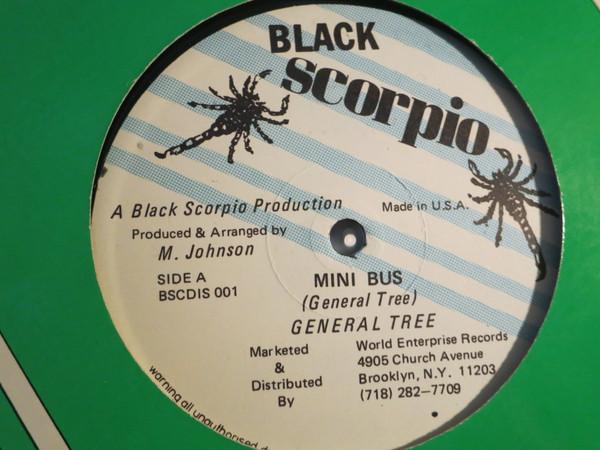 BLACK
scorpio
A Black Scorpio Production
Made in U.S.A.
Produced & Arranged by
M. Johnson
SIDE A
BSCDIS 001
MINI BUS
(General Tree)
GENERAL TREE
Marketed
&
Distributed
By
World Enterprise Records
4905 Church Avenue
Brooklyn, N.Y. 11203
(718) 282-7709
warning all unauthorised